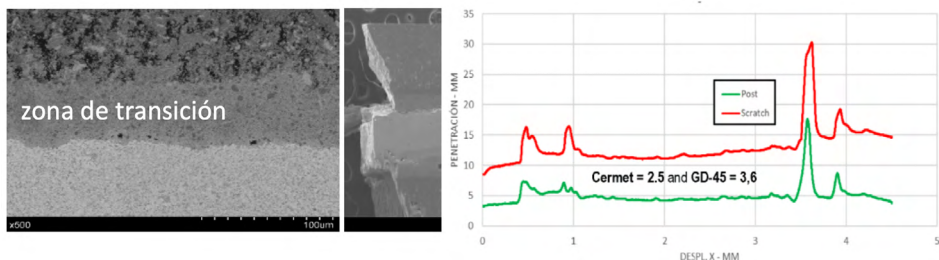 zona de transición
x500
100um
PENETRACIÓN - MM
35
30
25
20
15
10
5
0
Post
Scratch
Cermet = 2.5 and GD-45 = 3,6
0
1
2
3
4
5
DESPL. X - MM